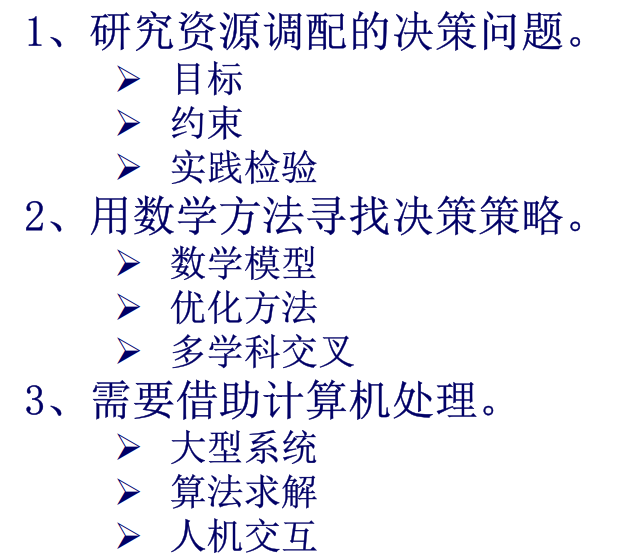 1、研究资源调配的决策问题。
➢ 目标
➢ 约束
➢ 实践检验
2、用数学方法寻找决策策略。
➢ 数学模型
➢ 优化方法
➢ 多学科交叉
3、需要借助计算机处理。
➢ 大型系统
➢ 算法求解
➢ 人机交互